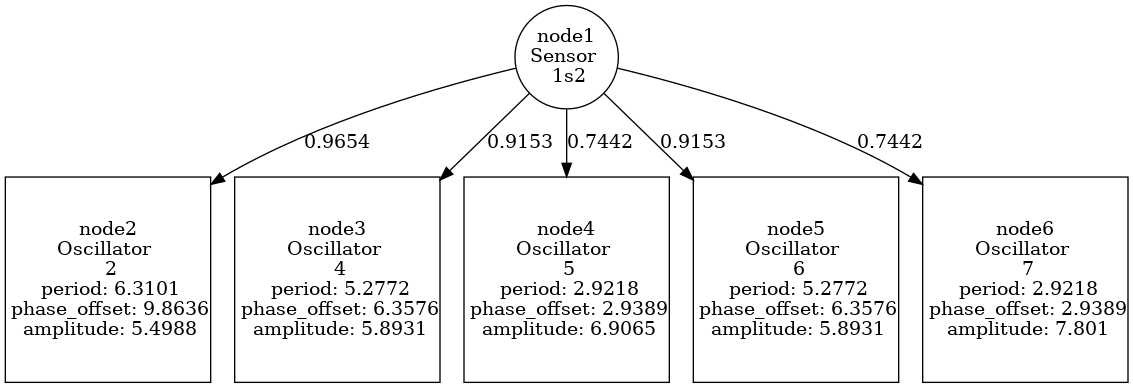 node1
Sensor
1s2
0.9654
0.9153
0.7442
0.9153
0.7442
node2
Oscillator
2
period: 6.3101
phase_offset: 9.8636
amplitude: 5.4988
node3
Oscillator
4
period: 5.2772
phase_offset: 6.3576
amplitude: 5.8931
node4
Oscillator
5
period: 2.9218
phase_offset: 2.9389
amplitude: 6.9065
node5
Oscillator
6
period: 5.2772
phase_offset: 6.3576
amplitude: 5.8931
node6
Oscillator
7
period: 2.9218
phase_offset: 2.9389
amplitude: 7.801